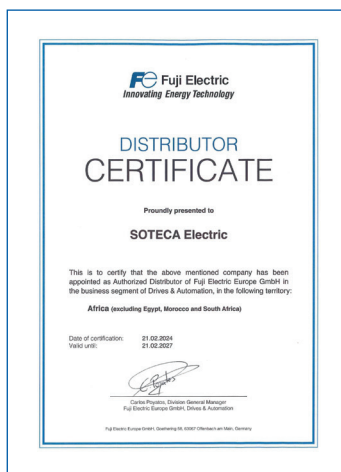 Fe Fuji Electric
Innovating Energy Technology
DISTRIBUTOR
CERTIFICATE
Proundly presented to
SOTECA Electric
This is to certify that the above mentioned company has been
appointed as Authorized Distributor of Fuji Electric Europe GmbH in
the business segment of Drives & Automation, in the following territory:
Africa (excluding Egypt, Morocco and South Africa)
Date of certification: 21.02.2024
Valid until: 21.02.2027
Carlos Poyatos, Division General Manager
Fuji Electric Europe GmbH, Drives & Automation
Fuji Electric Europe GmbH, Goethering 58, 63067 Offenbach am Main, Germany